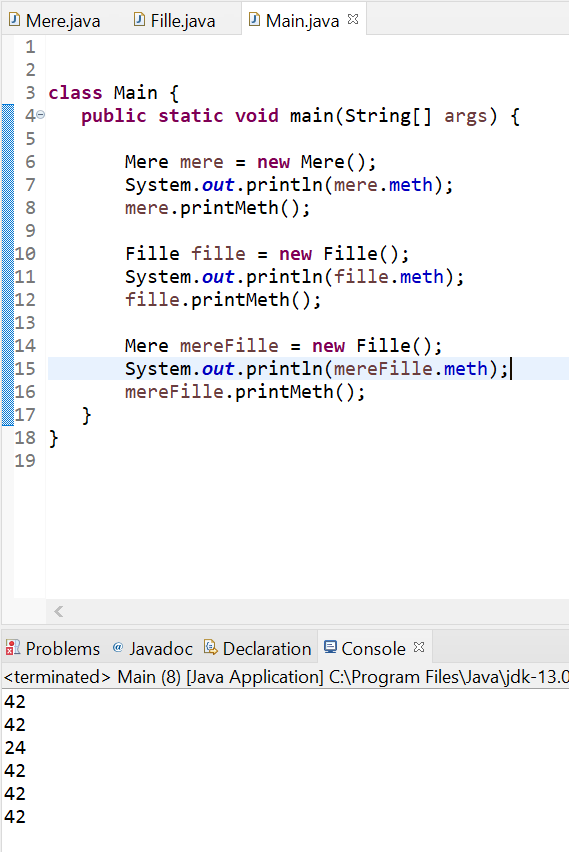 Mere.java Fille.java Main.java
1
2
3 class Main {
4 public static void main(String[] args) {
5
6 Mere mere = new Mere();
7 System.out.println(mere.meth);
8 mere.printMeth();
9
10 Fille fille = new Fille();
11 System.out.println(fille.meth);
12 fille.printMeth();
13
14 Mere mereFille = new Fille();
15 System.out.println(mereFille.meth);
16 mereFille.printMeth();
17 }
18 }
19
Problems @ Javadoc Declaration Console
<terminated> Main (8) [Java Application] C:\Program Files\Java\jdk-13.0
42
42
24
42
42
42